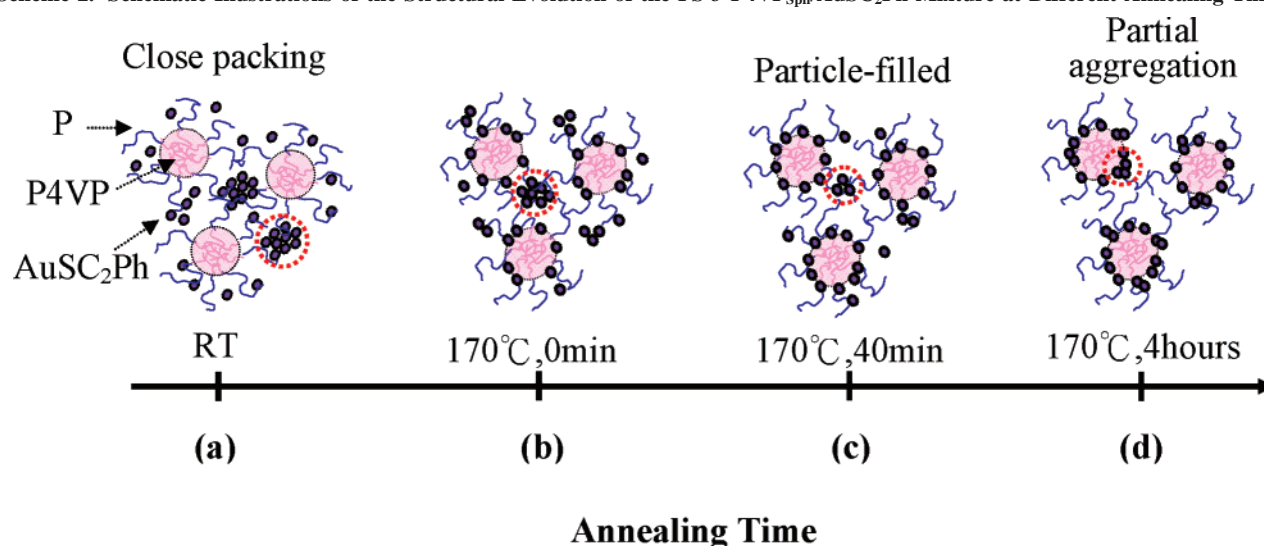 Close packing
P
P4VP
AuSC₂Ph
Particle-filled
Partial
aggregation
RT
170℃,0min
170℃,40min
170℃,4hours
(a)
(b)
(c)
(d)
Annealing Time